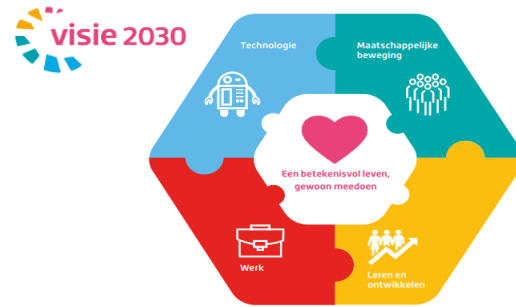 visie 2030
Technologie
Maatschappelijke
beweging
Een betekenisvol leven,
gewoon meedoen
Werk
Leren en
ontwikkelen